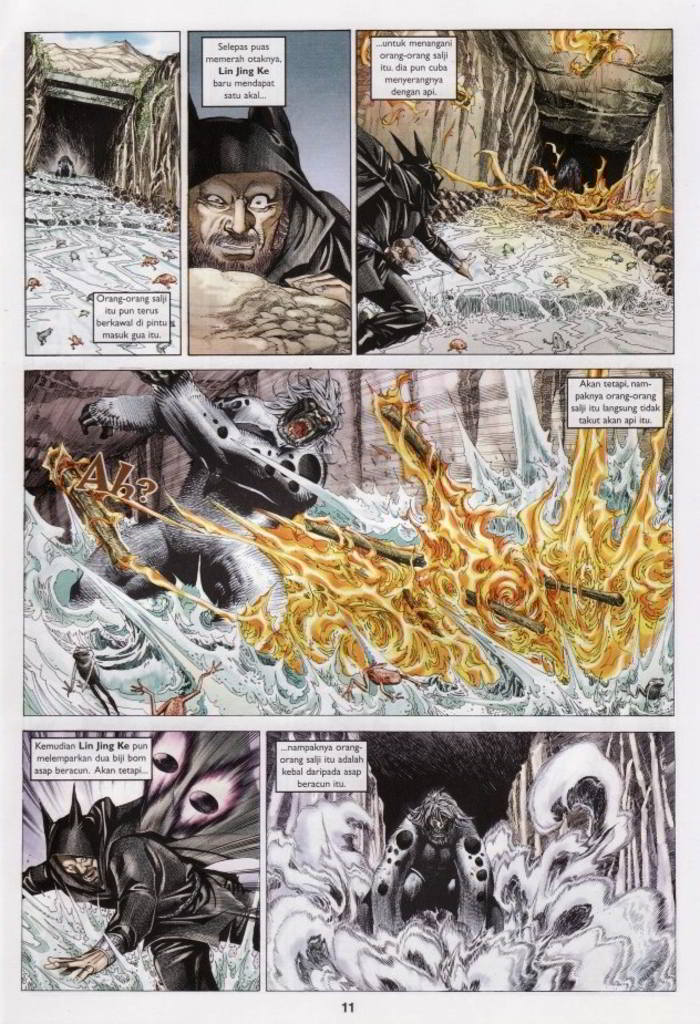 Orang-orang salji
itu pun terus
berkawal di pintu
masuk gua itu.
Selepas puas
memerah otaknya,
Lin Jing Ke
baru mendapat
satu akal...
...untuk menangani
orang-orang salji
itu, dia pun cuba
menyerangnya
dengan api.
Akan tetapi, nam-
paknya orang-orang
salji itu langsung tidak
takut akan api itu.
Ah?
Kemudian Lin Jing Ke pun
melemparkan dua biji bom
asap beracun. Akan tetapi...
...nampaknya orang-
orang salji itu adalah
kebal daripada asap
beracun itu.
11